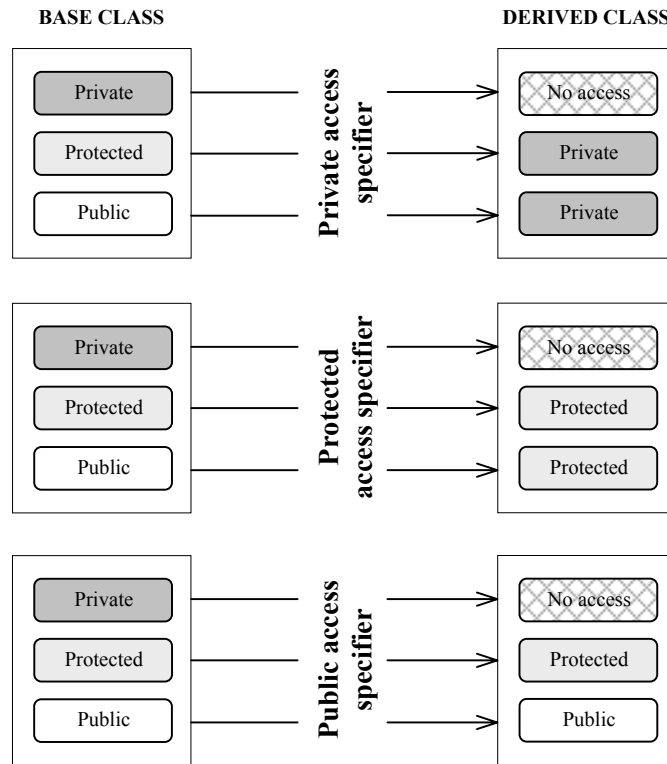 BASE CLASS
DERIVED CLASS
Private
Private access
specifier
No access
Protected
Private
Public
Private
Private
Protected
access specifier
No access
Protected
Protected
Public
Protected
Private
Public access
specifier
No access
Protected
Protected
Public
Public